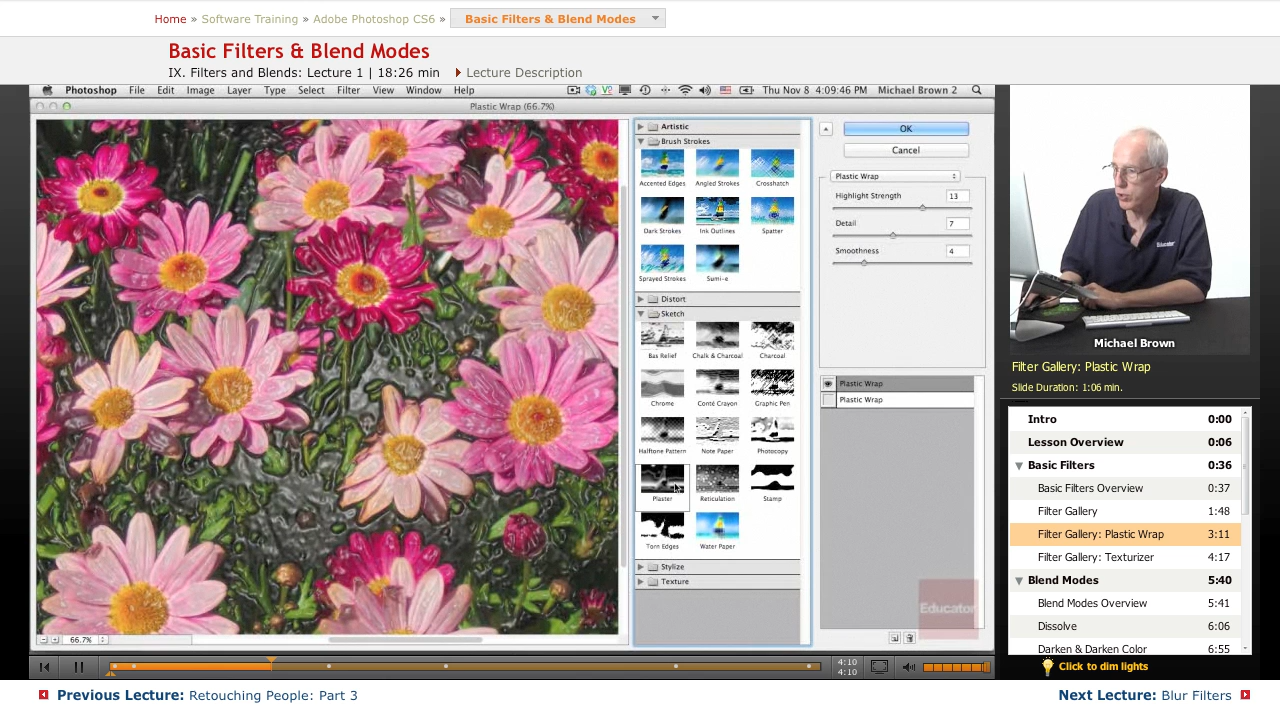 Home » Software Training » Adobe Photoshop CS6 » Basic Filters & Blend Modes
Basic Filters & Blend Modes
IX. Filters and Blends: Lecture 1 | 18:26 min Lecture Description
Photoshop File Edit Image Layer Type Select Filter View Window Help Thu Nov 8 4:09:46 PM Michael Brown 2
Plastic Wrap (66.7%)
Artistic
Brush Strokes
Accented Edges Angled Strokes Crosshatch
Dark Strokes Ink Outlines Spatter
Sprayed Strokes Sumi-e
Distort
Sketch
Bas Relief Chalk & Charcoal Charcoal
Chrome Conté Crayon Graphic Pen
Halftone Pattern Note Paper Photocopy
Plaster Reticulation Stamp
Torn Edges Water Paper
Stylize
Texture
66.7%
OK
Cancel
Plastic Wrap
Highlight Strength 13
Detail 7
Smoothness 4
Plastic Wrap
Plastic Wrap
Educator
Educator
Michael Brown
Filter Gallery: Plastic Wrap
Slide Duration: 1:06 min.
Intro 0:00
Lesson Overview 0:06
Basic Filters 0:36
Basic Filters Overview 0:37
Filter Gallery 1:48
Filter Gallery: Plastic Wrap 3:11
Filter Gallery: Texturizer 4:17
Blend Modes 5:40
Blend Modes Overview 5:41
Dissolve 6:06
Darken & Darken Color 6:55
4:10
4:10
Click to dim lights
Previous Lecture: Retouching People: Part 3
Next Lecture: Blur Filters